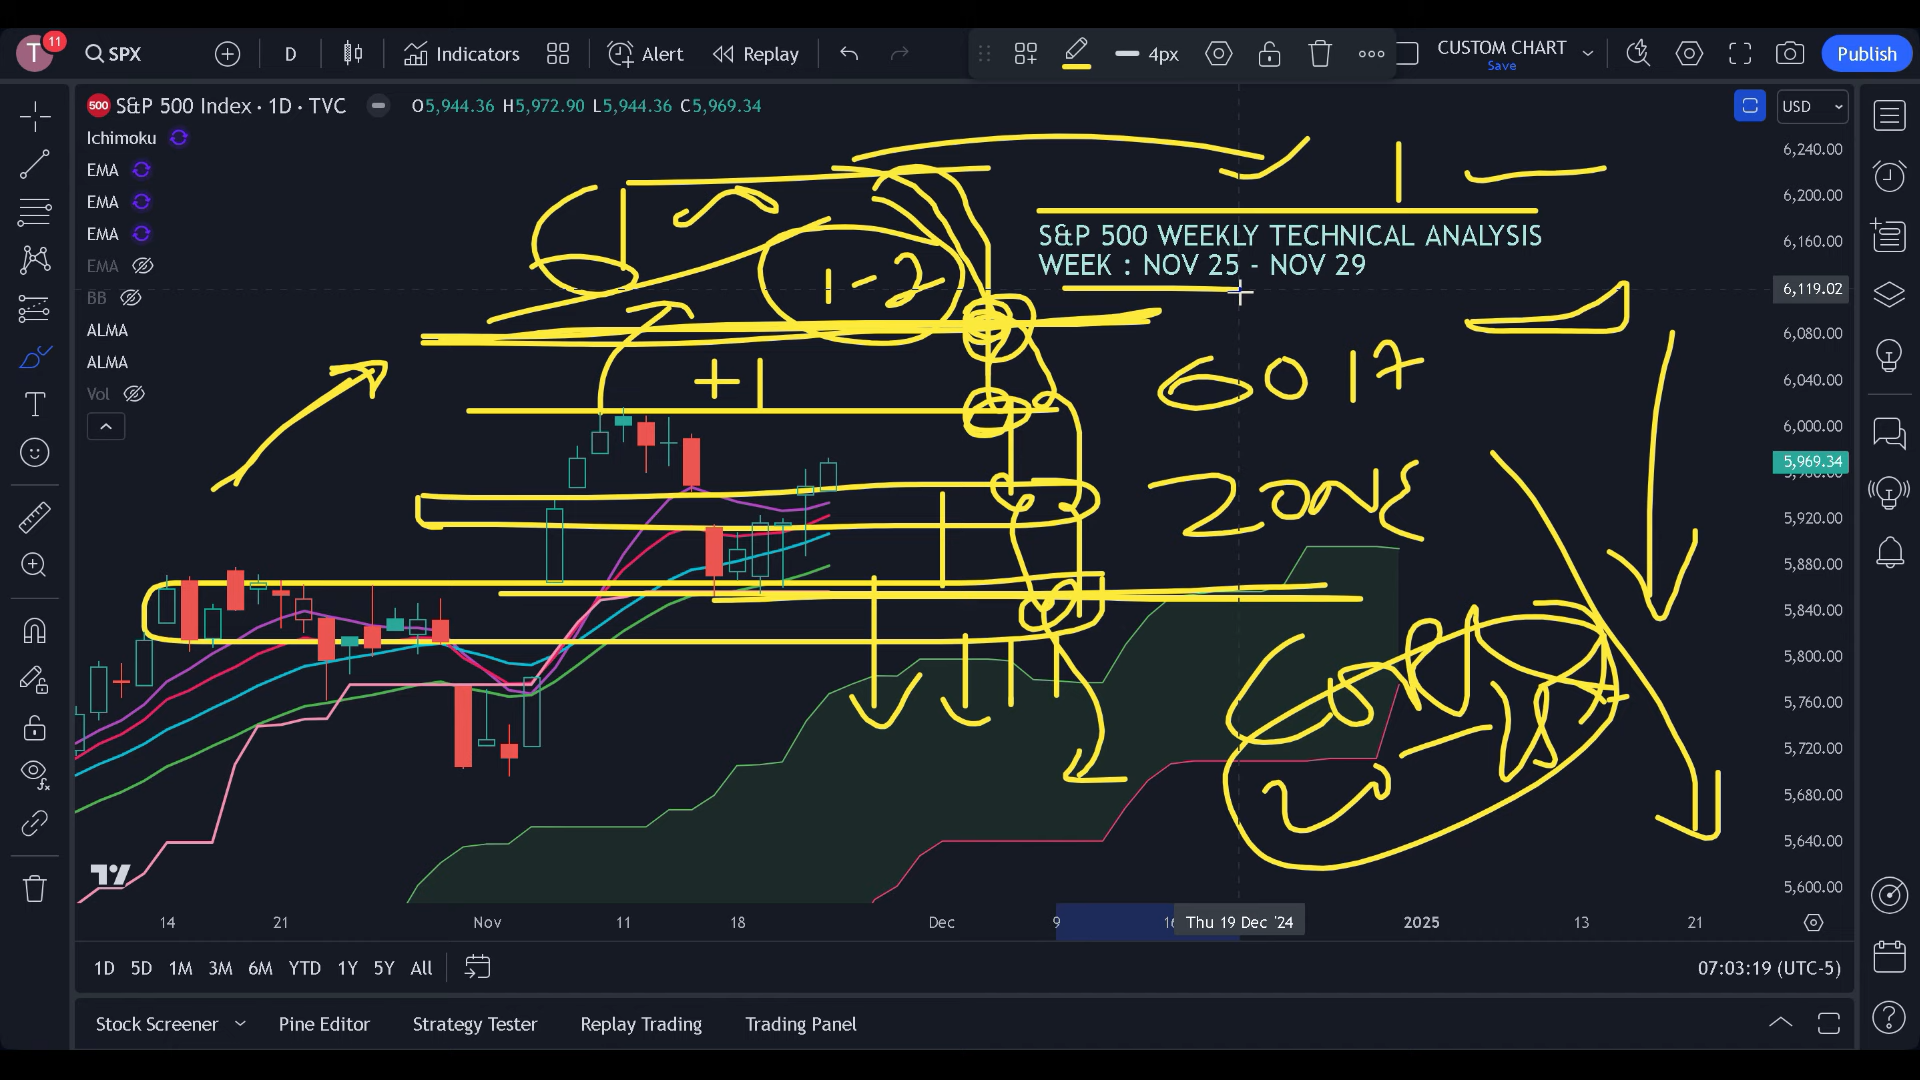 T 11 SPX D Indicators Alert Replay 4px CUSTOM CHART Save Publish
500 S&P 500 Index · 1D · TVC O5,944.36 H5,972.90 L5,944.36 C5,969.34 USD
Ichimoku
EMA
EMA
EMA
EMA
BB
ALMA
ALMA
Vol
S&P 500 WEEKLY TECHNICAL ANALYSIS
WEEK : NOV 25 - NOV 29
1-2
+1
6017
ZONE
6,240.00
6,200.00
6,160.00
6,119.02
6,080.00
6,040.00
6,000.00
5,969.34
5,920.00
5,880.00
5,840.00
5,800.00
5,760.00
5,720.00
5,680.00
5,640.00
5,600.00
14 21 Nov 11 18 Dec 9 Thu 19 Dec '24 2025 13 21
1D 5D 1M 3M 6M YTD 1Y 5Y All 07:03:19 (UTC-5)
Stock Screener Pine Editor Strategy Tester Replay Trading Trading Panel